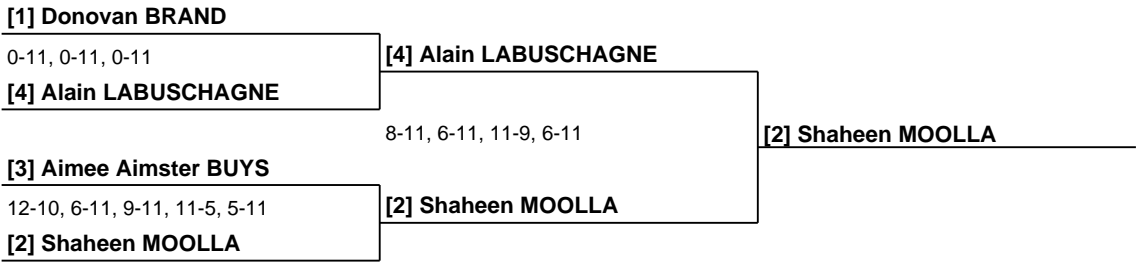 [1] Donovan BRAND
0-11, 0-11, 0-11
[4] Alain LABUSCHAGNE
[4] Alain LABUSCHAGNE
8-11, 6-11, 11-9, 6-11
[2] Shaheen MOOLLA
[3] Aimee Aimster BUYS
12-10, 6-11, 9-11, 11-5, 5-11
[2] Shaheen MOOLLA
[2] Shaheen MOOLLA